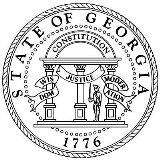 STATE OF GEORGIA
CONSTITUTION
WISDOM
JUSTICE
MODERATION
1776